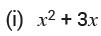 (i) x² + 3x